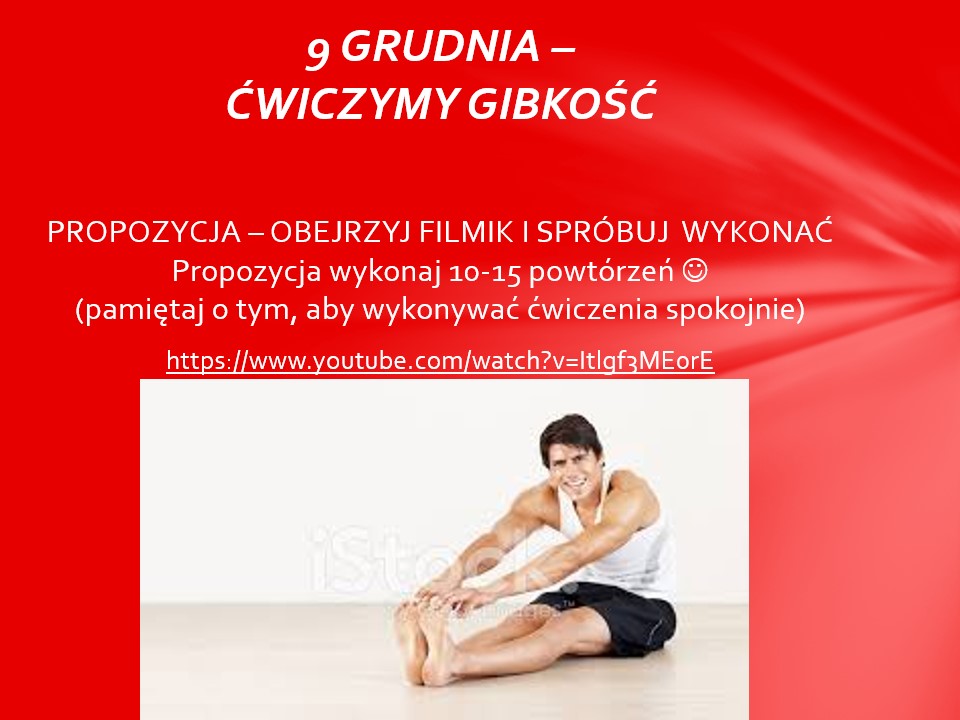 9 GRUDNIA –
ĆWICZYMY GIBKOŚĆ
PROPOZYCJA – OBEJRZYJ FILMIK I SPRÓBUJ WYKONAĆ
Propozycja wykonaj 10-15 powtórzeń ☺
(pamiętaj o tym, aby wykonywać ćwiczenia spokojnie)
https://www.youtube.com/watch?v=Itlgf3ME0rE
iStock